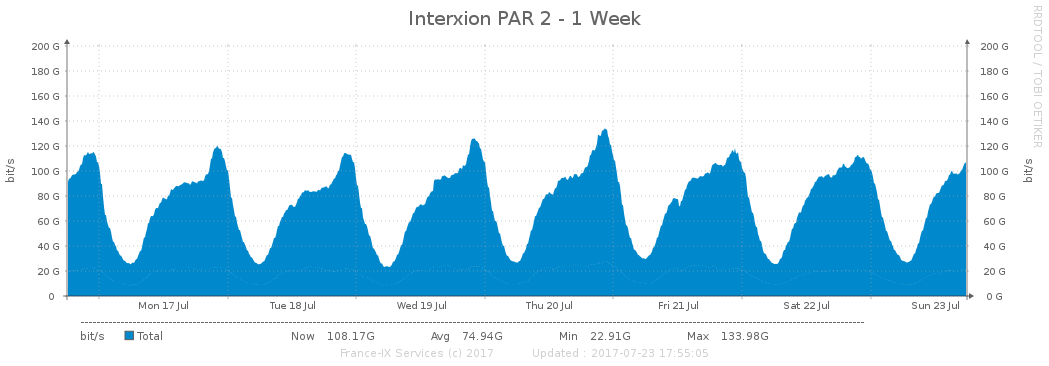 Interxion PAR 2 - 1 Week
RRDTOOL / TOBI OETIKER
200 G 200 G
180 G 180 G
160 G 160 G
140 G 140 G
120 G 120 G
100 G 100 G
80 G 80 G
60 G 60 G
40 G 40 G
20 G 20 G
0 0 G
bit/s bit/s
Mon 17 Jul Tue 18 Jul Wed 19 Jul Thu 20 Jul Fri 21 Jul Sat 22 Jul Sun 23 Jul
bit/s Total Now 108.17G Avg 74.94G Min 22.91G Max 133.98G
France-IX Services (c) 2017 Updated : 2017-07-23 17:55:05